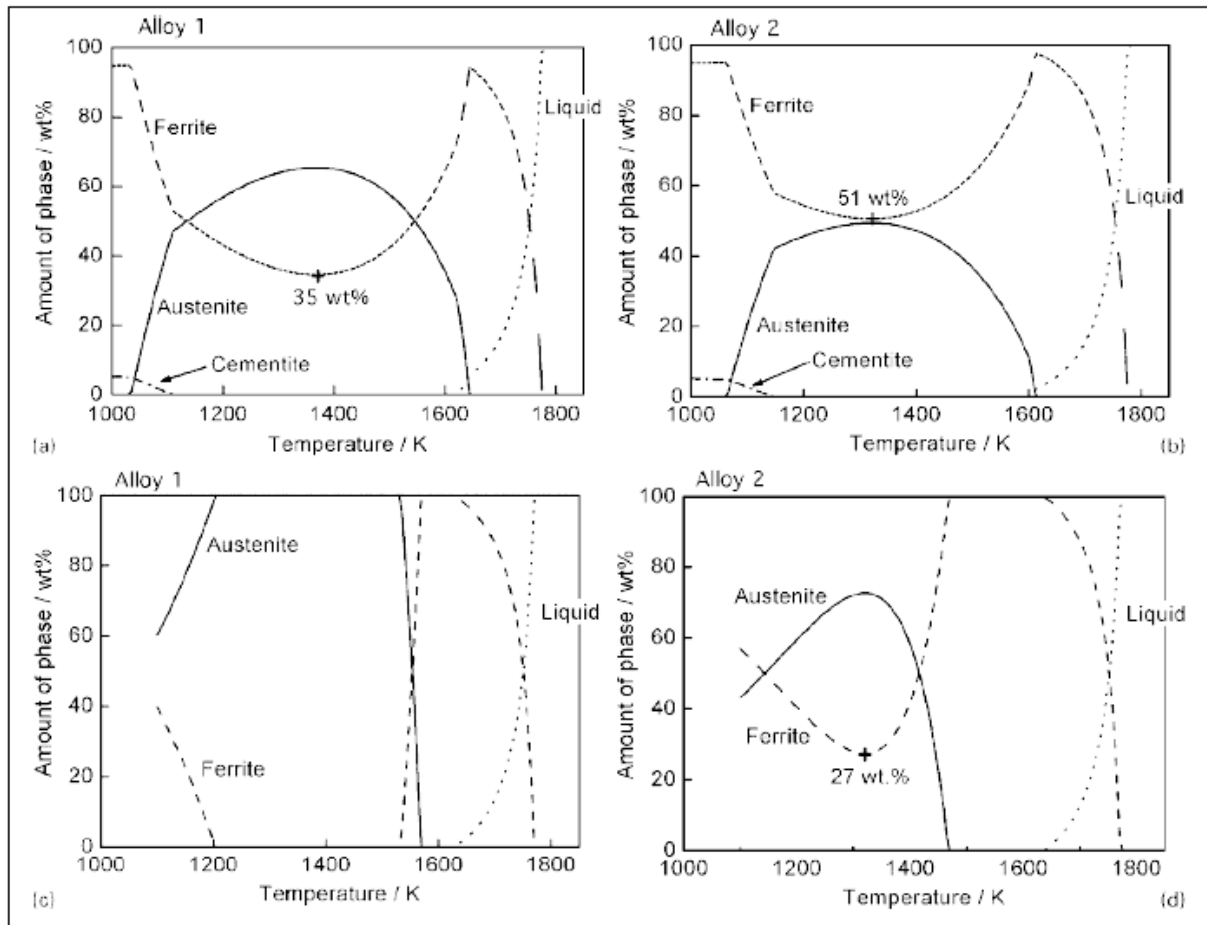 Alloy 1
100
80
60
40
20
0
Amount of phase / wt%
Ferrite
Liquid
Austenite
35 wt%
Cementite
1000 1200 1400 1600 1800
Temperature / K
(a)
Alloy 2
100
80
60
40
20
0
Amount of phase / wt%
Ferrite
51 wt%
Liquid
Austenite
Cementite
1000 1200 1400 1600 1800
Temperature / K
(b)
Alloy 1
100
80
60
40
20
0
Amount of phase / wt%
Austenite
Liquid
Ferrite
1000 1200 1400 1600 1800
Temperature / K
(c)
Alloy 2
100
80
60
40
20
0
Amount of phase / wt%
Austenite
Liquid
Ferrite
27 wt.%
1000 1200 1400 1600 1800
Temperature / K
(d)